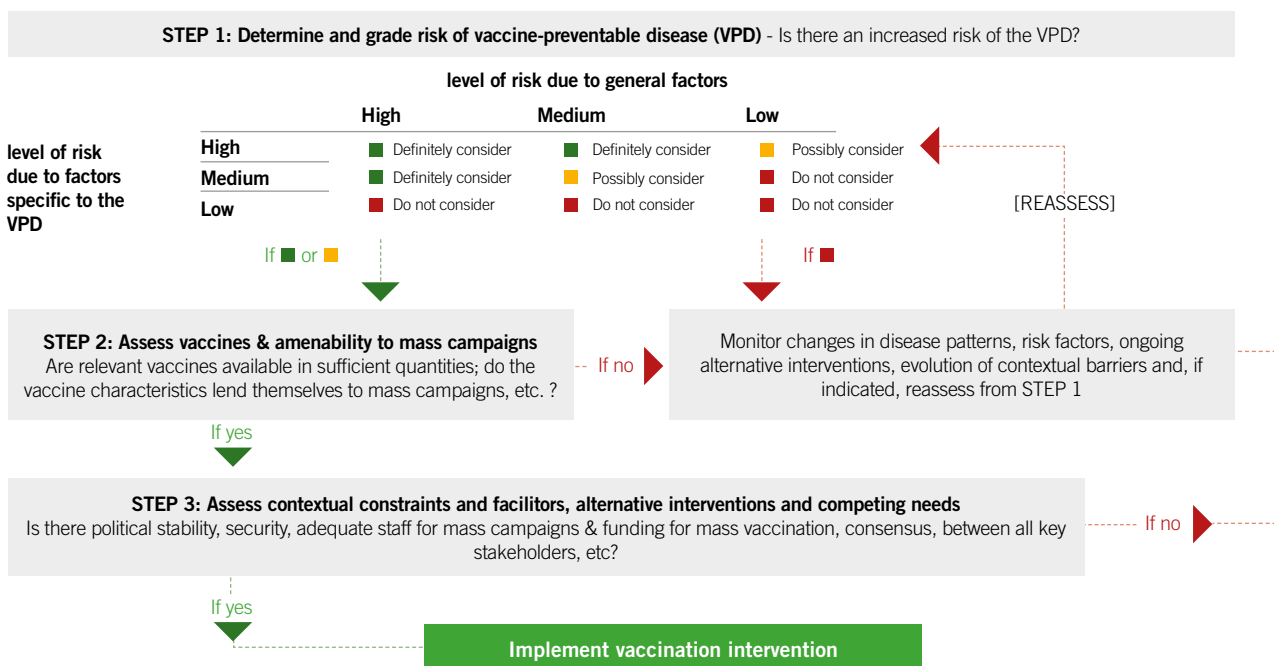 STEP 1: Determine and grade risk of vaccine-preventable disease (VPD) - Is there an increased risk of the VPD?
level of risk due to general factors
High Medium Low
level of risk
due to factors
specific to the
VPD
High Definitely consider Definitely consider Possibly consider
Medium Definitely consider Possibly consider Do not consider
Low Do not consider Do not consider Do not consider
[REASSESS]
If or
If
STEP 2: Assess vaccines & amenability to mass campaigns
Are relevant vaccines available in sufficient quantities; do the
vaccine characteristics lend themselves to mass campaigns, etc. ?
If no
Monitor changes in disease patterns, risk factors, ongoing
alternative interventions, evolution of contextual barriers and, if
indicated, reassess from STEP 1
If yes
STEP 3: Assess contextual constraints and facilitors, alternative interventions and competing needs
Is there political stability, security, adequate staff for mass campaigns & funding for mass vaccination, consensus, between all key
stakeholders, etc?
If no
If yes
Implement vaccination intervention